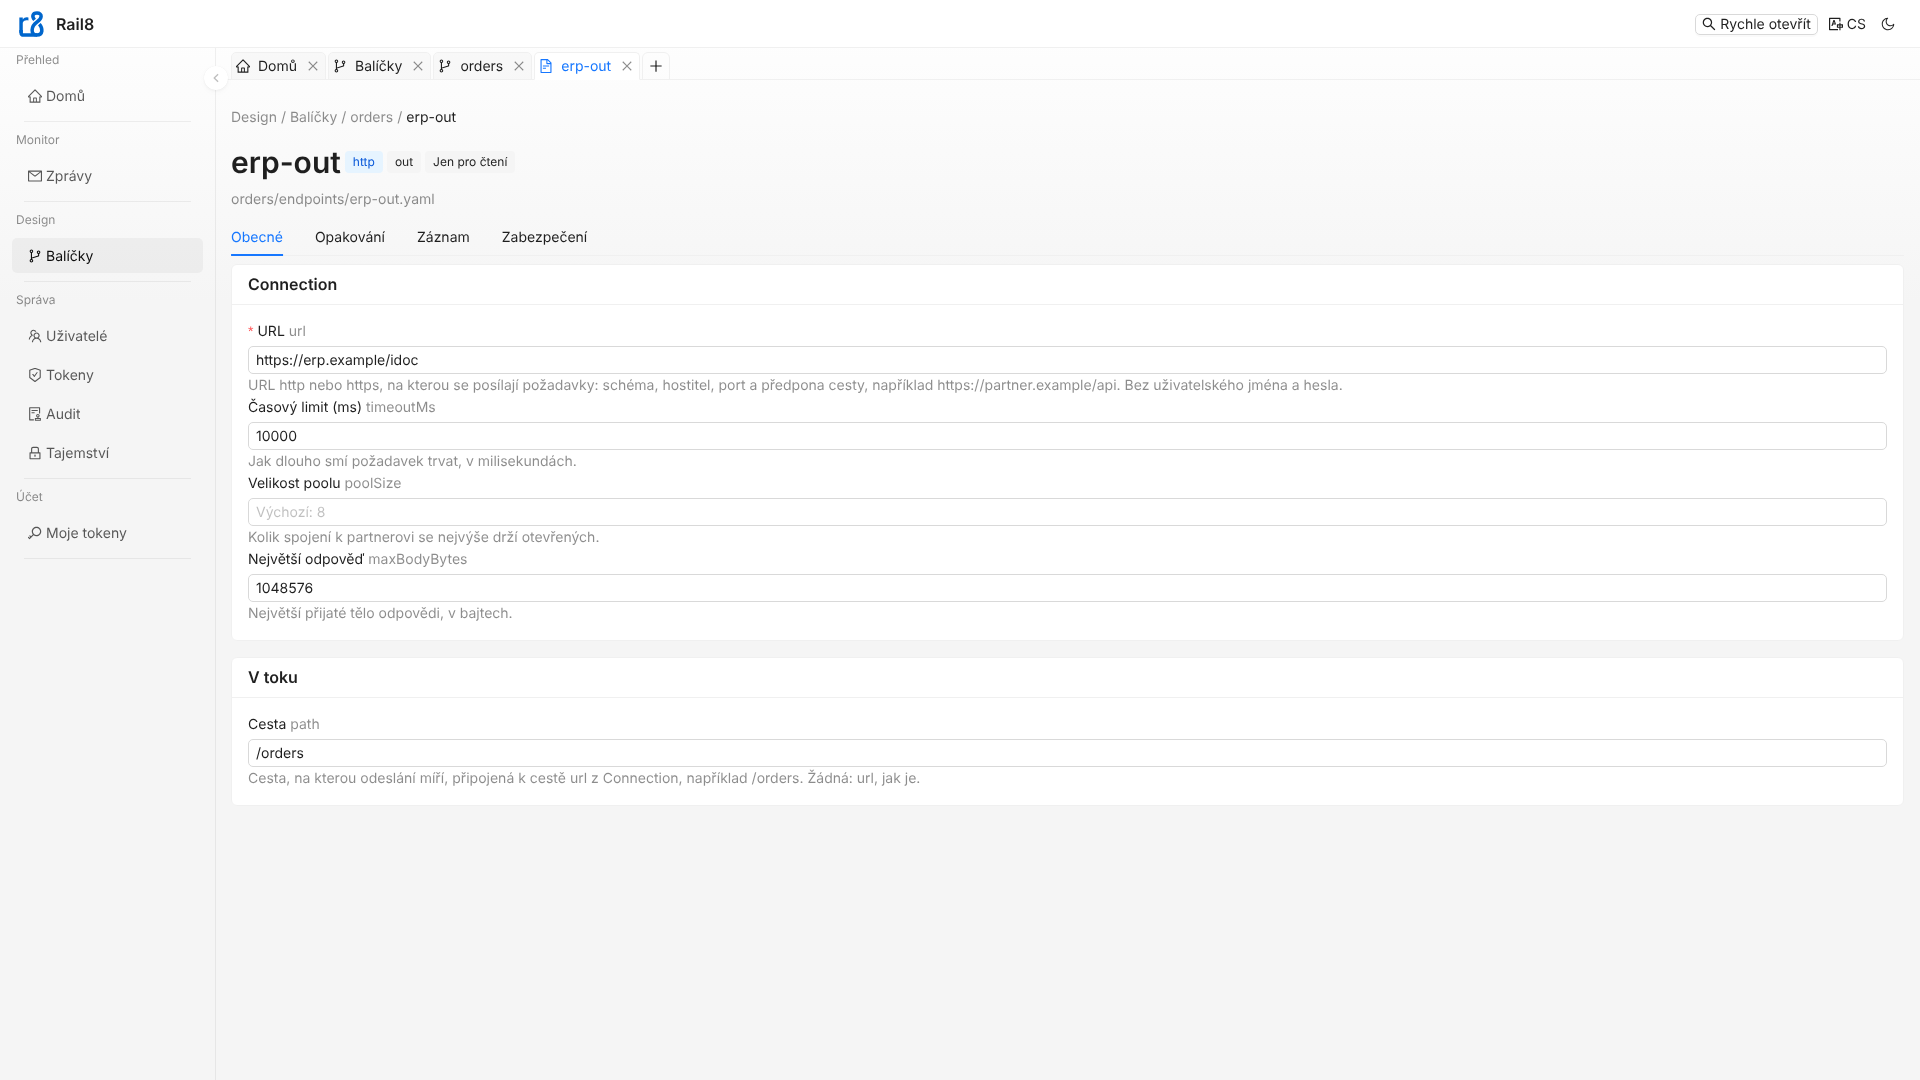 Rail8
Rychle otevřít
CS
Přehled
Domů
Monitor
Zprávy
Design
Balíčky
Správa
Uživatelé
Tokeny
Audit
Tajemství
Účet
Moje tokeny
Domů
Balíčky
orders
erp-out
Design / Balíčky / orders / erp-out
erp-out http out Jen pro čtení
orders/endpoints/erp-out.yaml
Obecné Opakování Záznam Zabezpečení
Connection
* URL url
https://erp.example/idoc
URL http nebo https, na kterou se posílají požadavky: schéma, hostitel, port a předpona cesty, například https://partner.example/api. Bez uživatelského jména a hesla.
Časový limit (ms) timeoutMs
10000
Jak dlouho smí požadavek trvat, v milisekundách.
Velikost poolu poolSize
Výchozí: 8
Kolik spojení k partnerovi se nejvýše drží otevřených.
Největší odpověď maxBodyBytes
1048576
Největší přijaté tělo odpovědi, v bajtech.
V toku
Cesta path
/orders
Cesta, na kterou odeslání míří, připojená k cestě url z Connection, například /orders. Žádná: url, jak je.